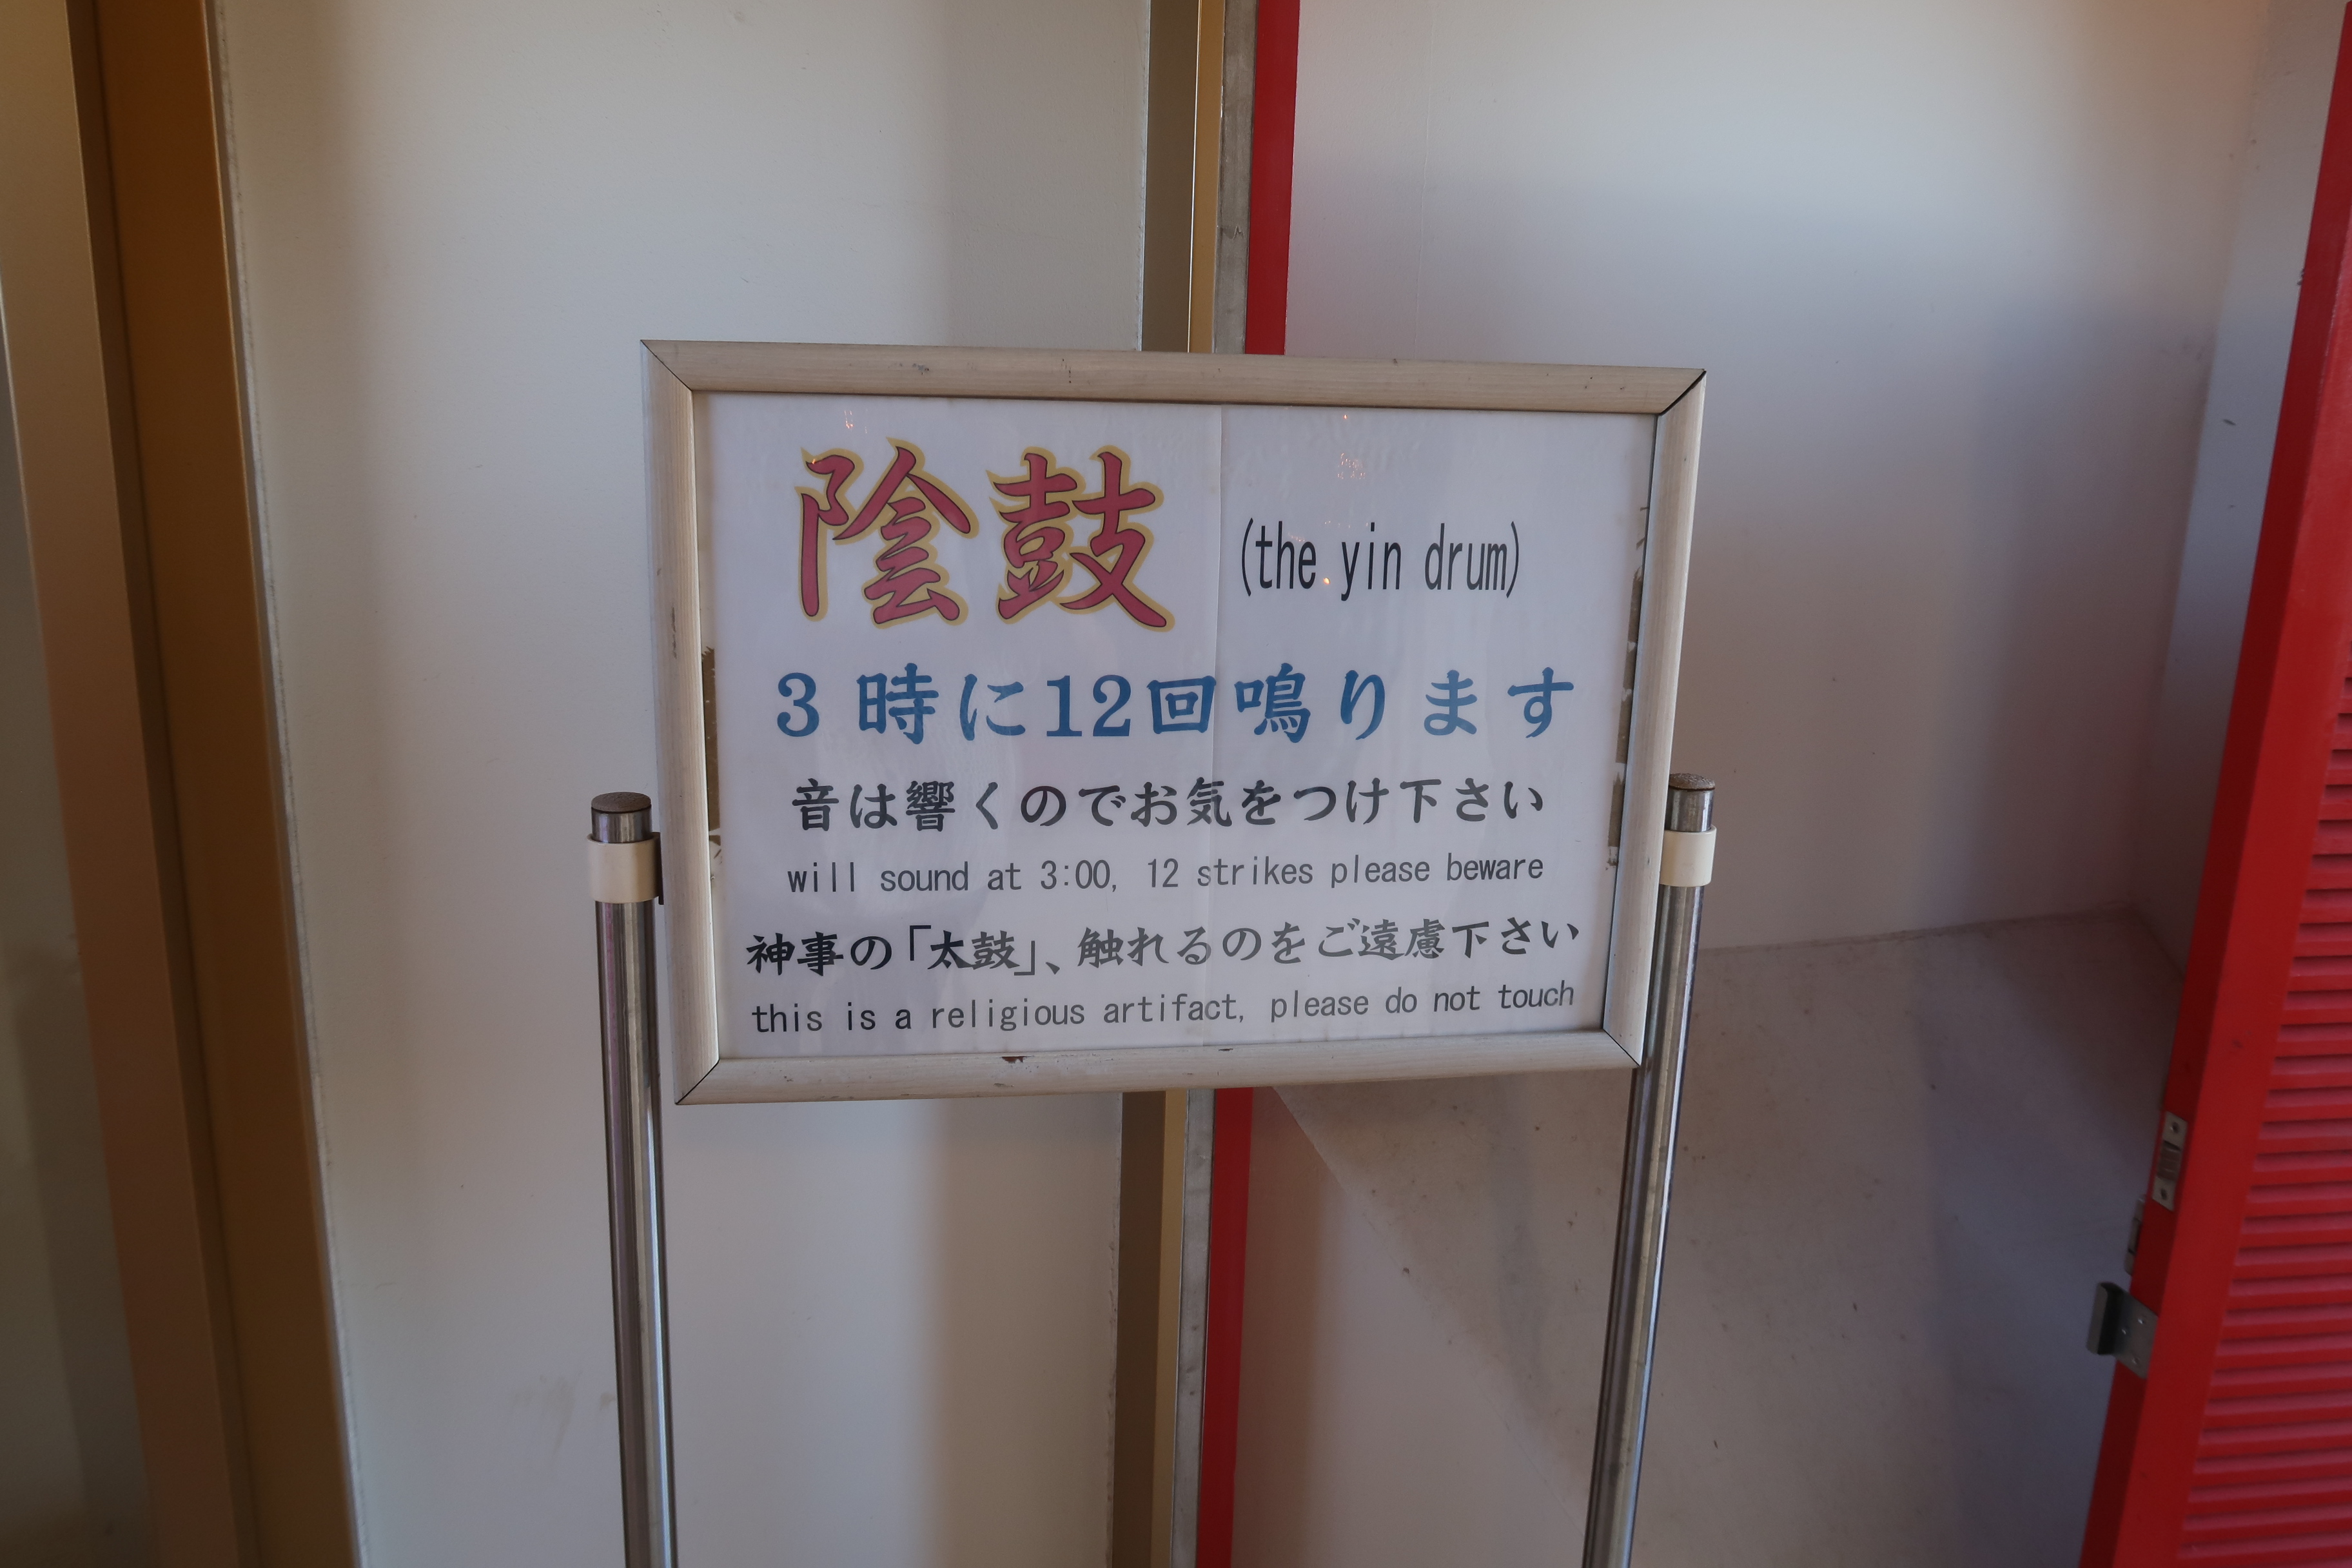 陰鼓 (the yin drum)
3時に12回鳴ります
音は響くのでお気をつけ下さい
will sound at 3:00, 12 strikes please beware
神事の「太鼓」、触れるのをご遠慮下さい
this is a religious artifact, please do not touch